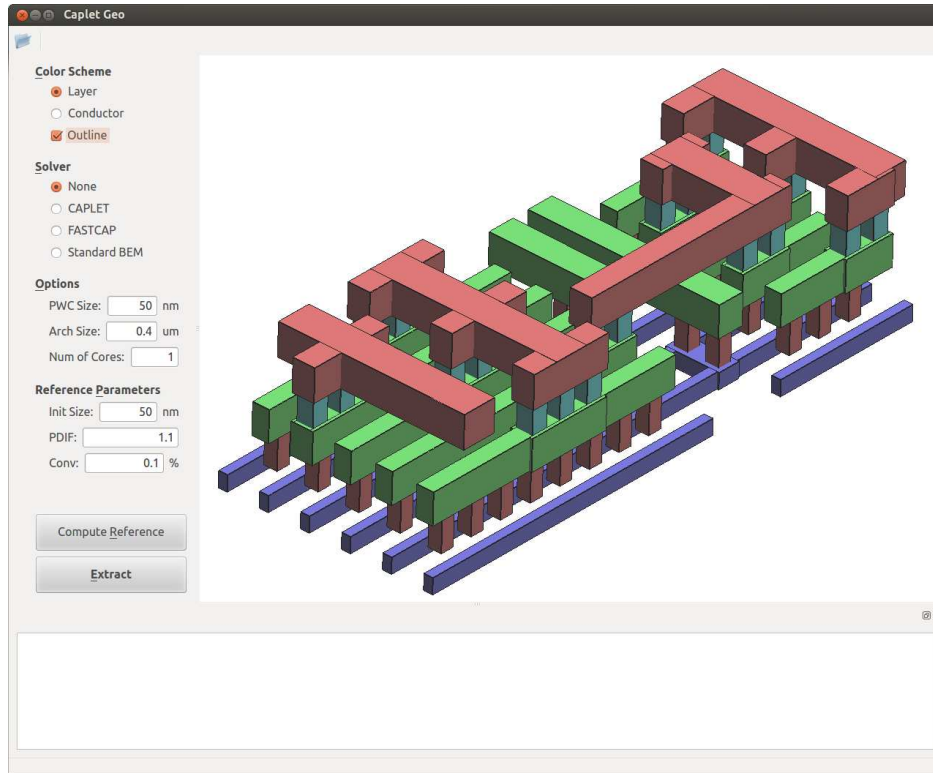 Caplet Geo
Color Scheme
Layer
Conductor
Outline
Solver
None
CAPLET
FASTCAP
Standard BEM
Options
PWC Size: 50 nm
Arch Size: 0.4 um
Num of Cores: 1
Reference Parameters
Init Size: 50 nm
PDIF: 1.1
Conv: 0.1 %
Compute Reference
Extract